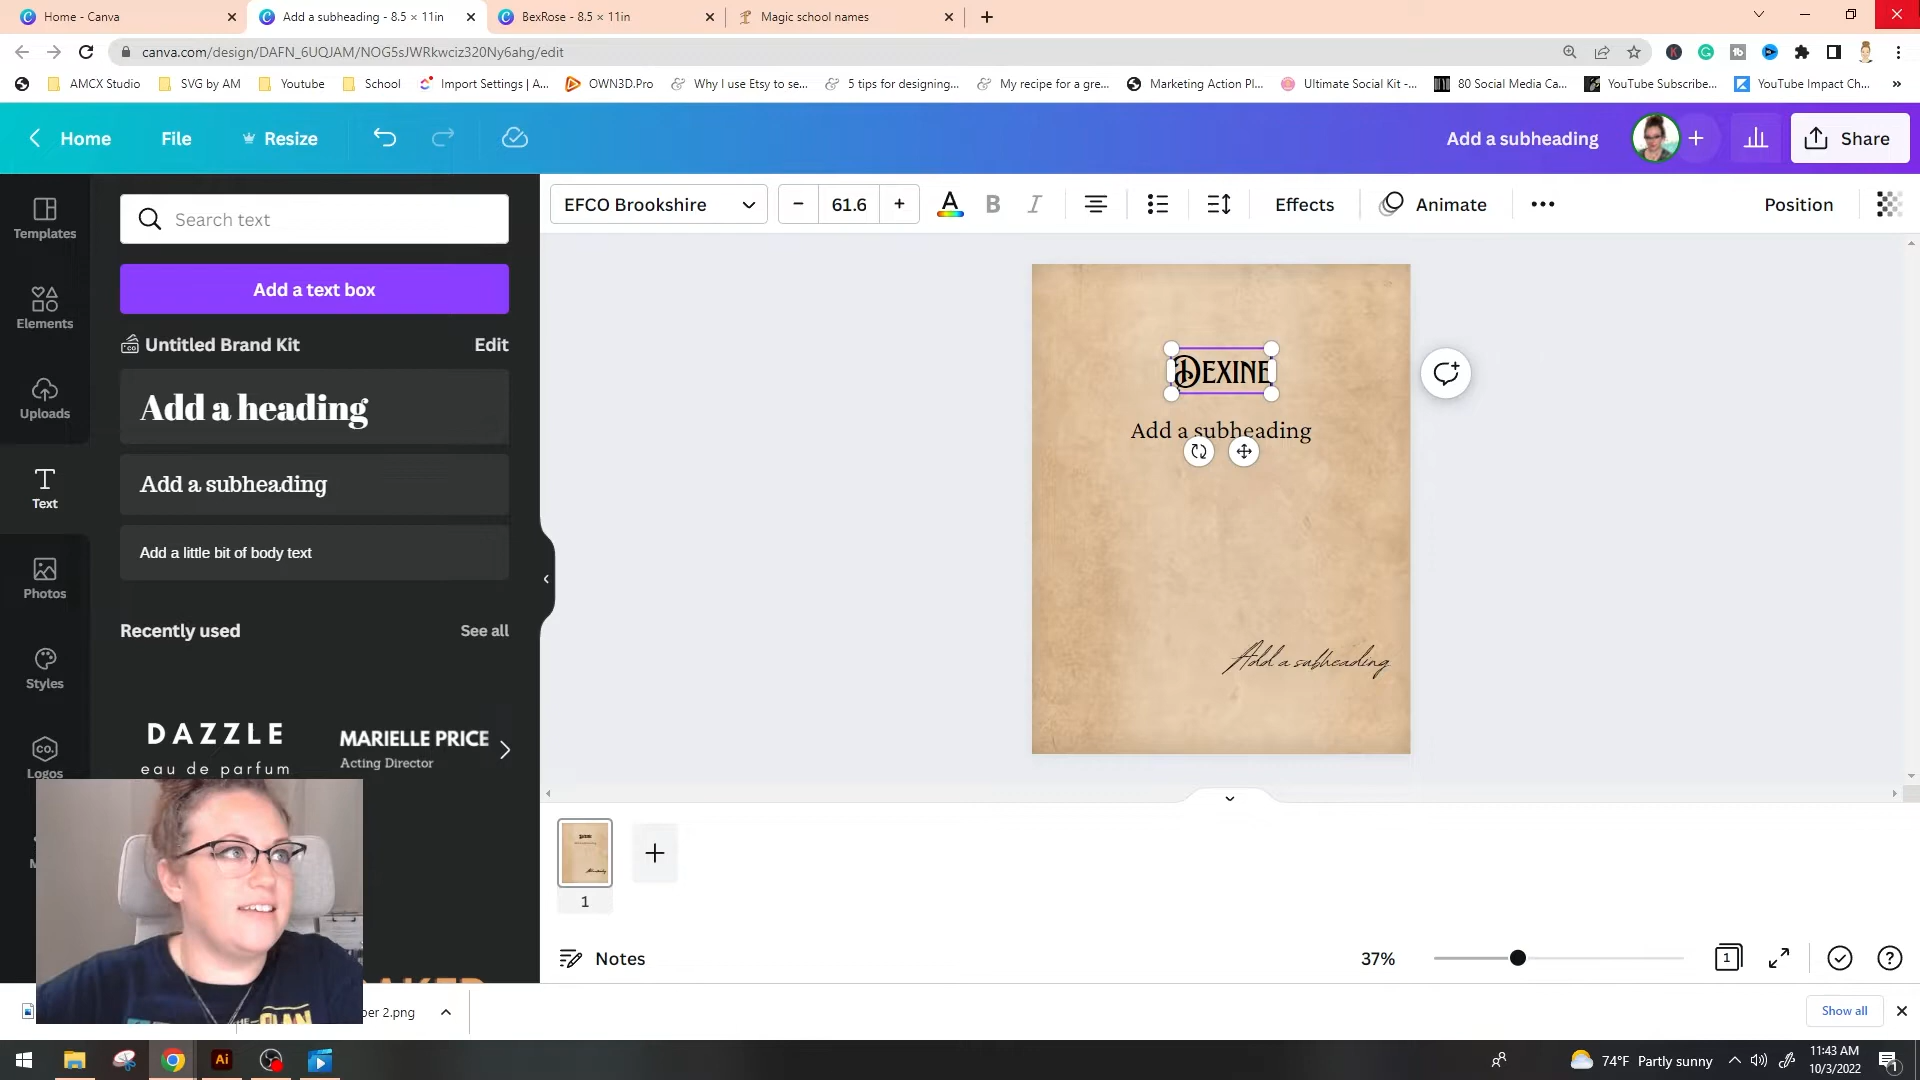 Home - Canva
Add a subheading - 8.5 × 11in
BexRose - 8.5 × 11in
Magic school names
canva.com/design/DAFN_6UQJAM/NOG5sJWRkwciz320Ny6ahg/edit
AMCX Studio
SVG by AM
Youtube
School
Import Settings | A...
OWN3D.Pro
Why I use Etsy to se...
5 tips for designing...
My recipe for a gre...
Marketing Action Pl...
Ultimate Social Kit -...
80 Social Media Ca...
YouTube Subscribe...
YouTube Impact Ch...
Home
File
Resize
Add a subheading
Share
EFCO Brookshire
61.6
Effects
Animate
Position
Templates
Elements
Uploads
Text
Photos
Styles
Logos
Search text
Add a text box
Untitled Brand Kit
Edit
Add a heading
Add a subheading
Add a little bit of body text
Recently used
See all
DAZZLE
eau de parfum
MARIELLE PRICE
Acting Director
DEXINE
Add a subheading
Add a subheading
1
Notes
37%
1
per 2.png
Show all
Ai
74°F Partly sunny
11:43 AM
10/3/2022
1